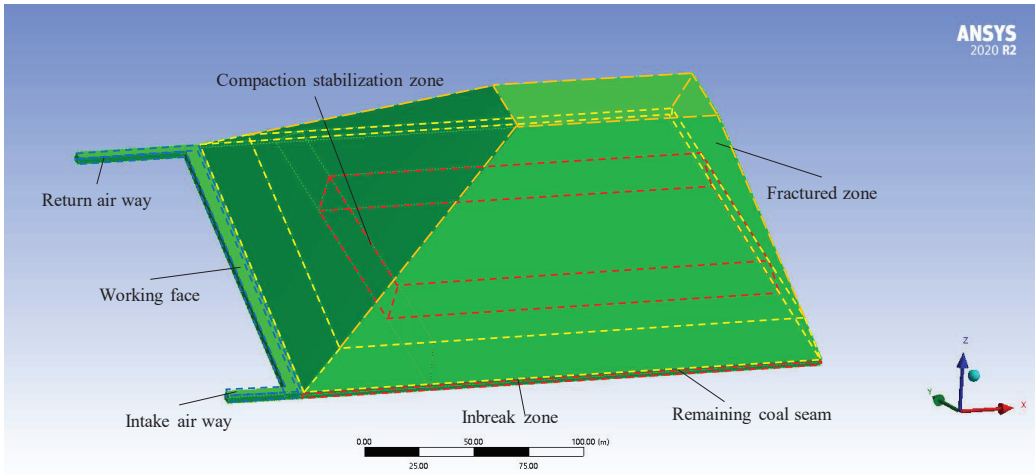 ANSYS
2020 R2
Compaction stabilization zone
Return air way
Fractured zone
Working face
Intake air way
Inbreak zone
Remaining coal seam
0.00 50.00 100.00 (m)
25.00 75.00
Z
Y
X